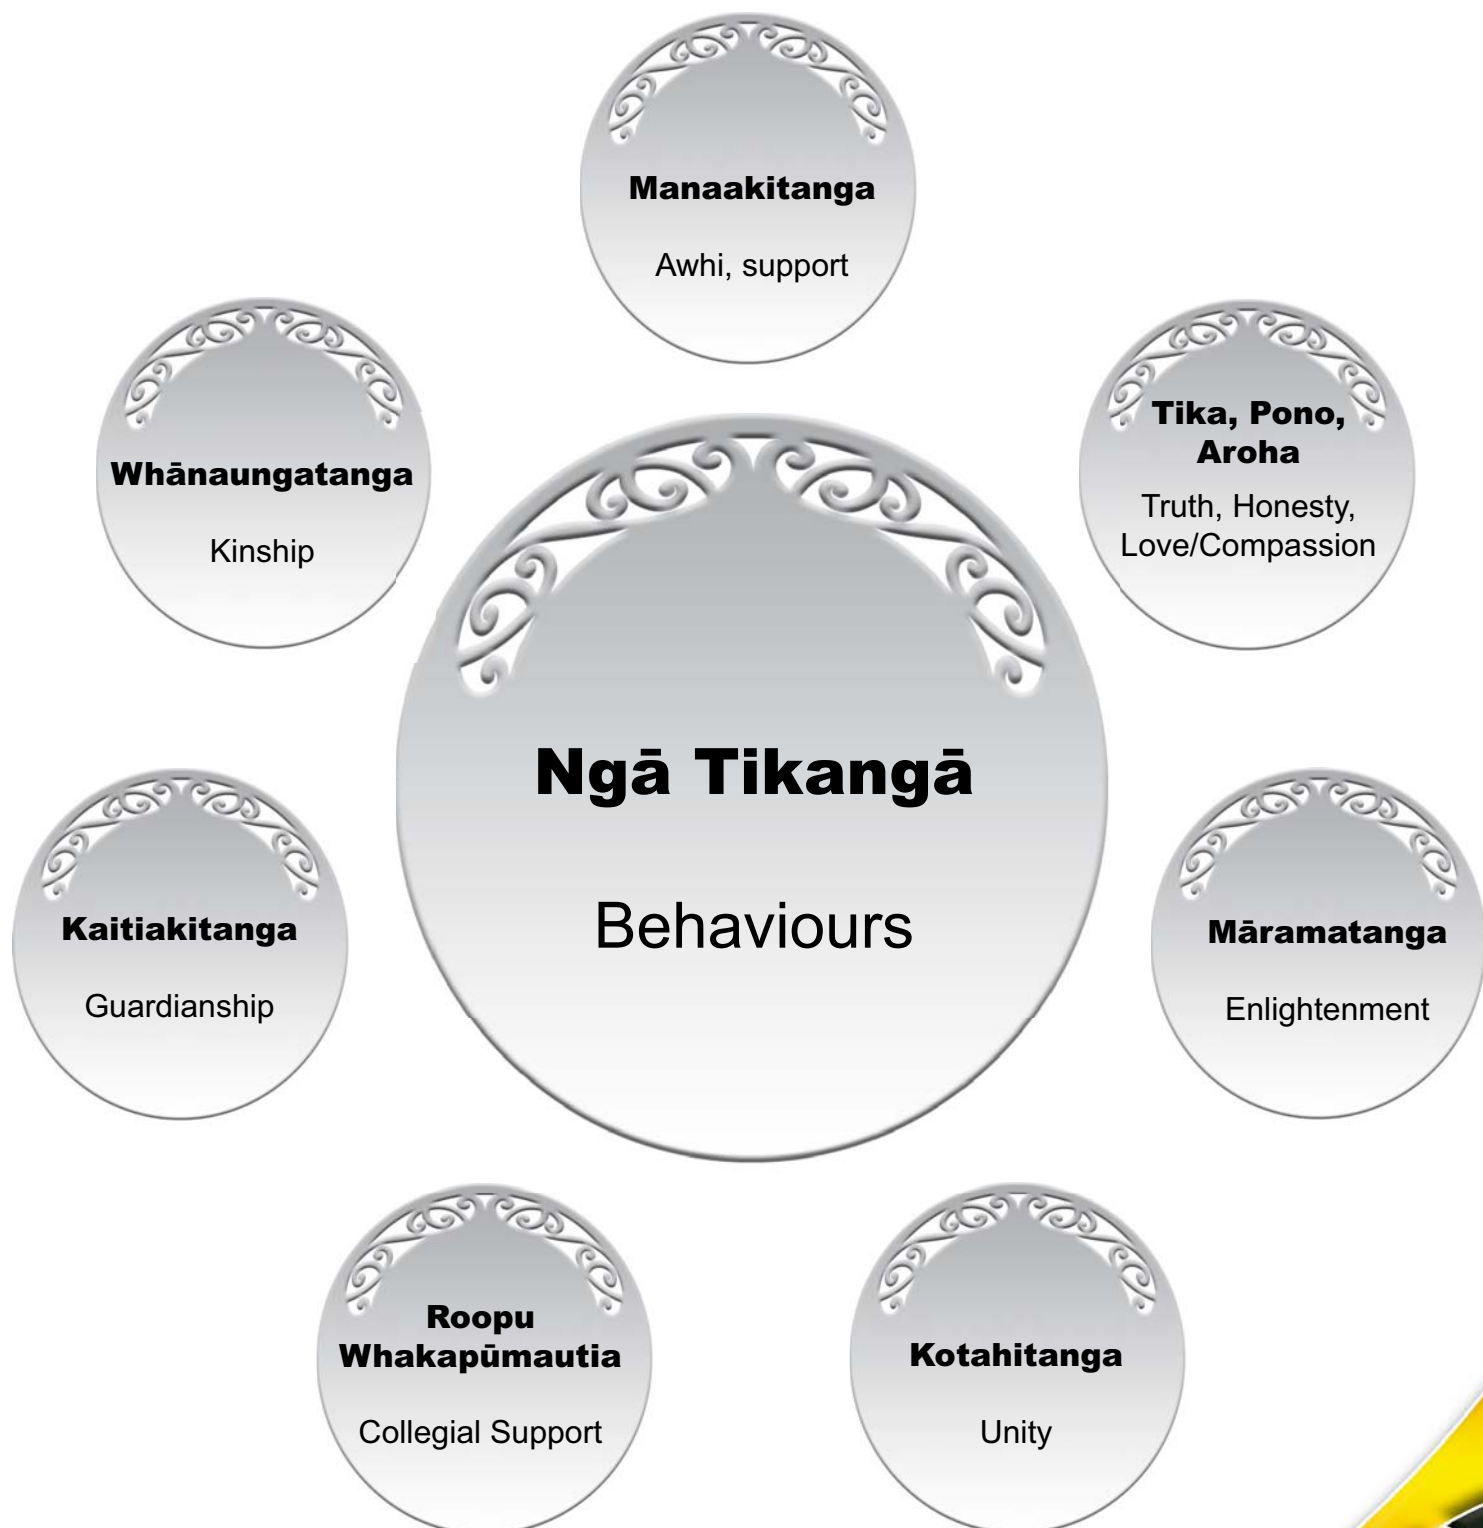 Manaakitanga
Awhi, support
Whānaungatanga
Kinship
Tika, Pono,
Aroha
Truth, Honesty,
Love/Compassion
Ngā Tikangā
Behaviours
Kaitiakitanga
Guardianship
Māramatanga
Enlightenment
Roopu
Whakapūmautia
Collegial Support
Kotahitanga
Unity